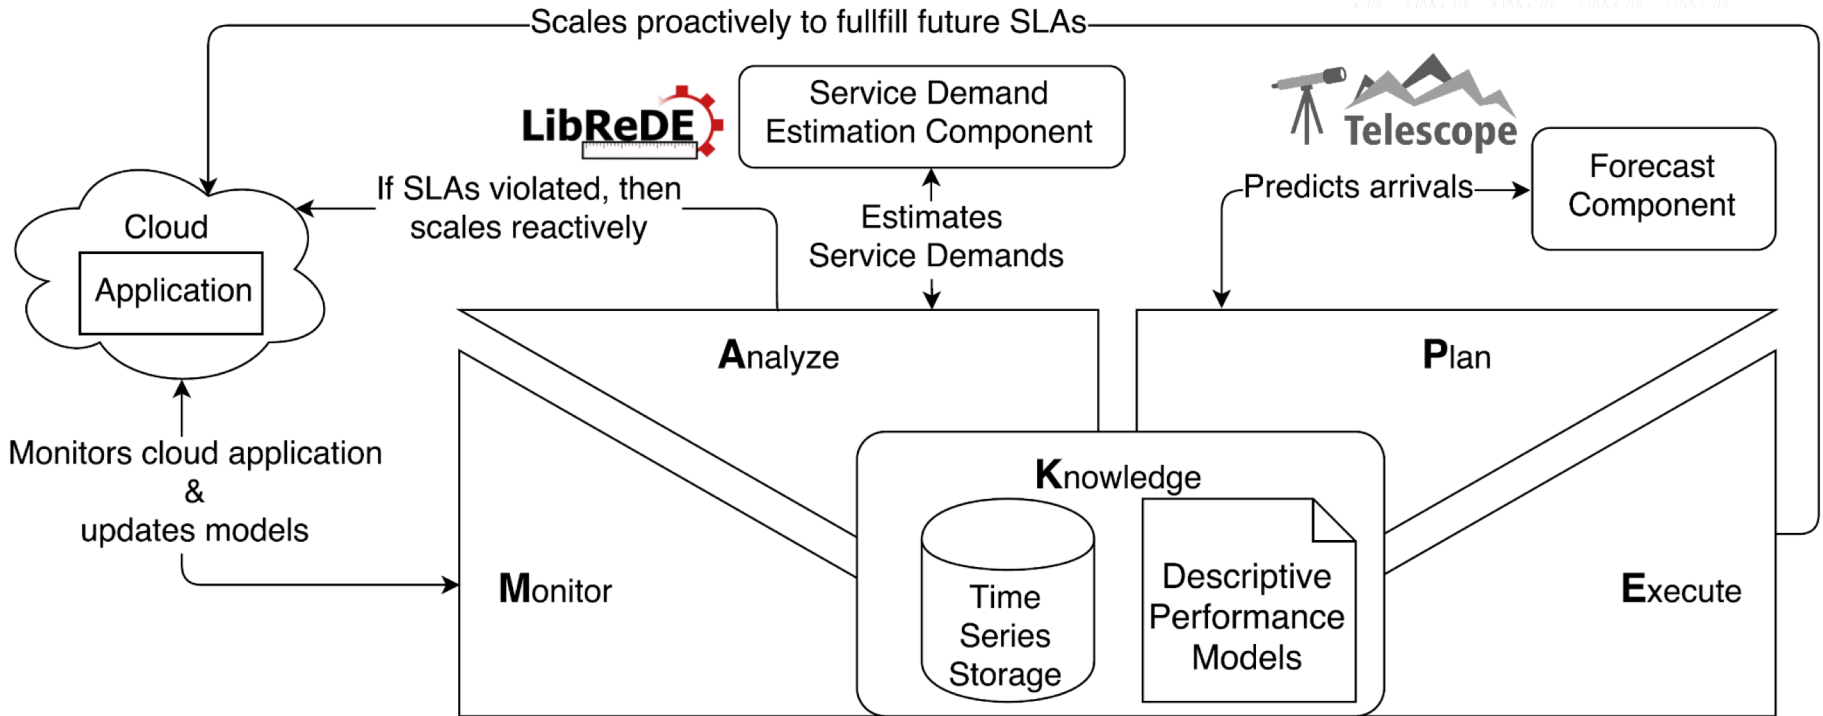 Scales proactively to fullfill future SLAs
LibReDE
Service Demand
Estimation Component
Telescope
Forecast
Component
Predicts arrivals
If SLAs violated, then
scales reactively
Estimates
Service Demands
Cloud
Application
Monitors cloud application
&
updates models
Analyze
Plan
Knowledge
Monitor
Time
Series
Storage
Descriptive
Performance
Models
Execute